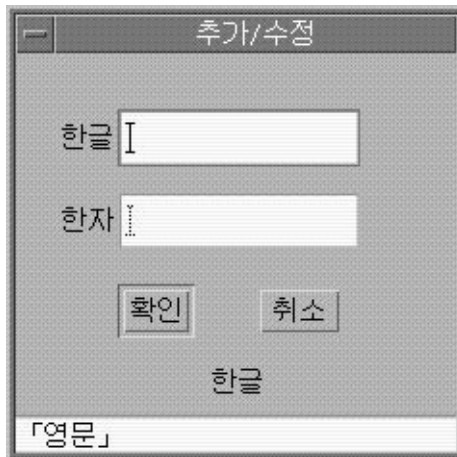 추가/수정
한글
한자
확인 취소
한글
「영문」